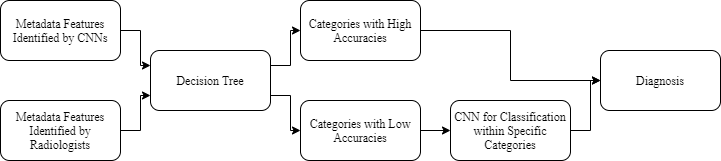 Metadata Features
Identified by CNNs
Metadata Features
Identified by
Radiologists
Decision Tree
Categories with High
Accuracies
Categories with Low
Accuracies
CNN for Classification
within Specific
Categories
Diagnosis